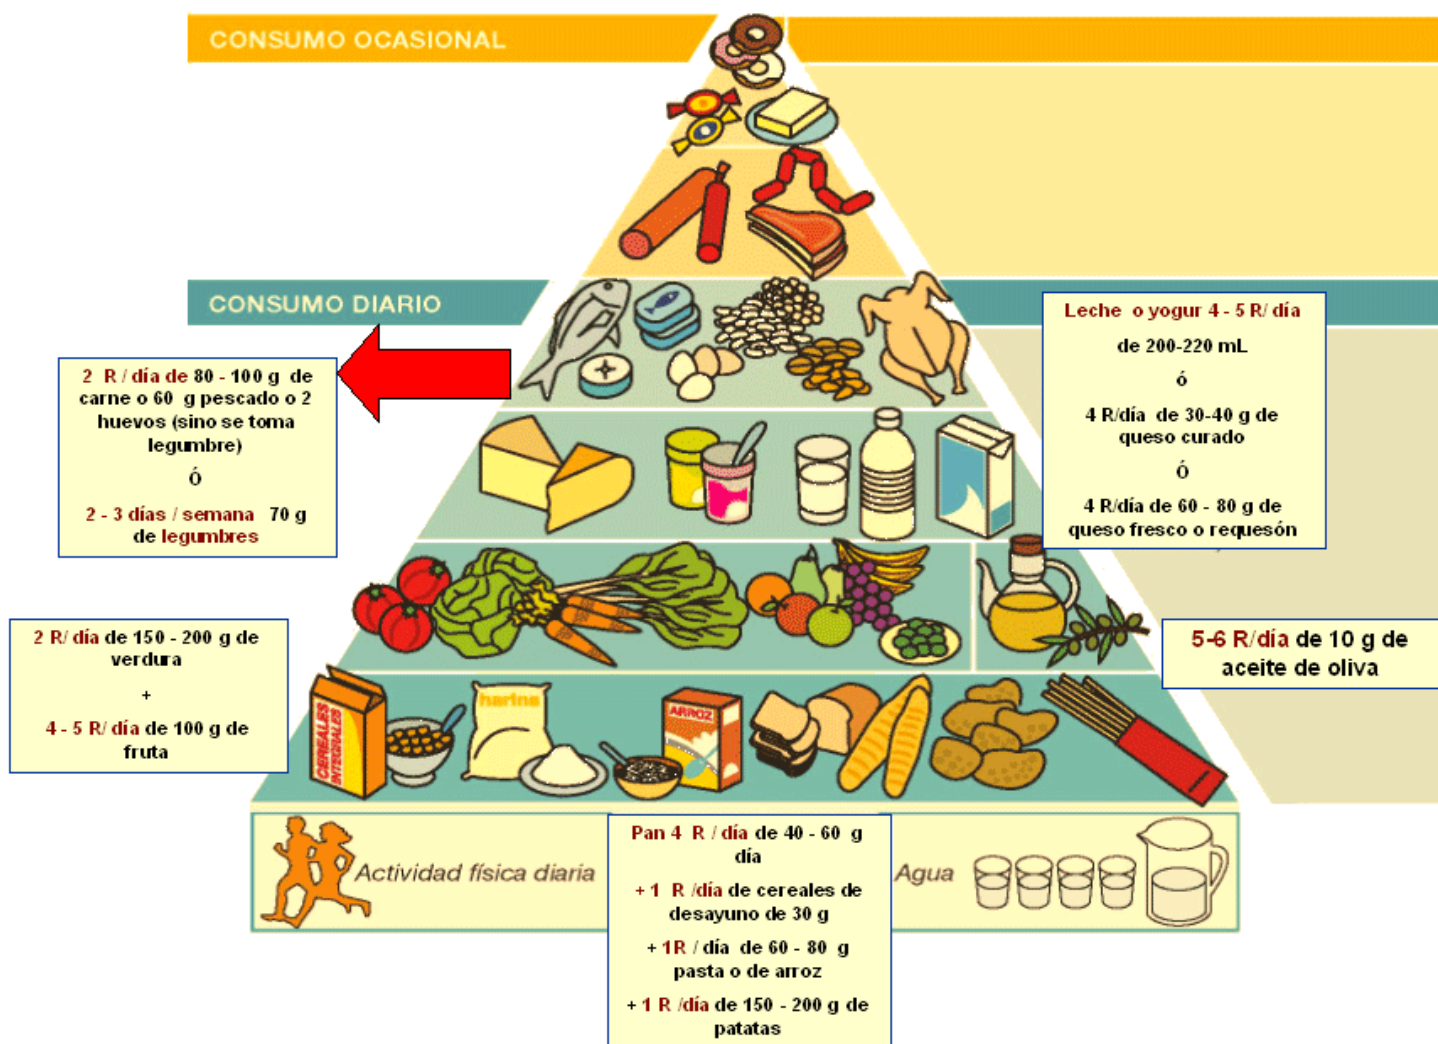 CONSUMO OCASIONAL
CONSUMO DIARIO
2 R / día de 80 - 100 g de
carne o 60 g pescado o 2
huevos (sino se toma
legumbre)
Ó
2 - 3 días / semana 70 g
de legumbres
Leche o yogur 4 - 5 R/ día
de 200-220 mL
ó
4 R/día de 30-40 g de
queso curado
Ó
4 R/día de 60 - 80 g de
queso fresco o requesón
2 R/ día de 150 - 200 g de
verdura
+
4 - 5 R/ día de 100 g de
fruta
5-6 R/día de 10 g de
aceite de oliva
CEREALES
INTEGRALES
harina
ARROZ
Actividad física diaria
Pan 4 R / día de 40 - 60 g
día
+ 1 R /día de cereales de
desayuno de 30 g
+ 1R / día de 60 - 80 g
pasta o de arroz
+ 1 R /día de 150 - 200 g de
patatas
Agua